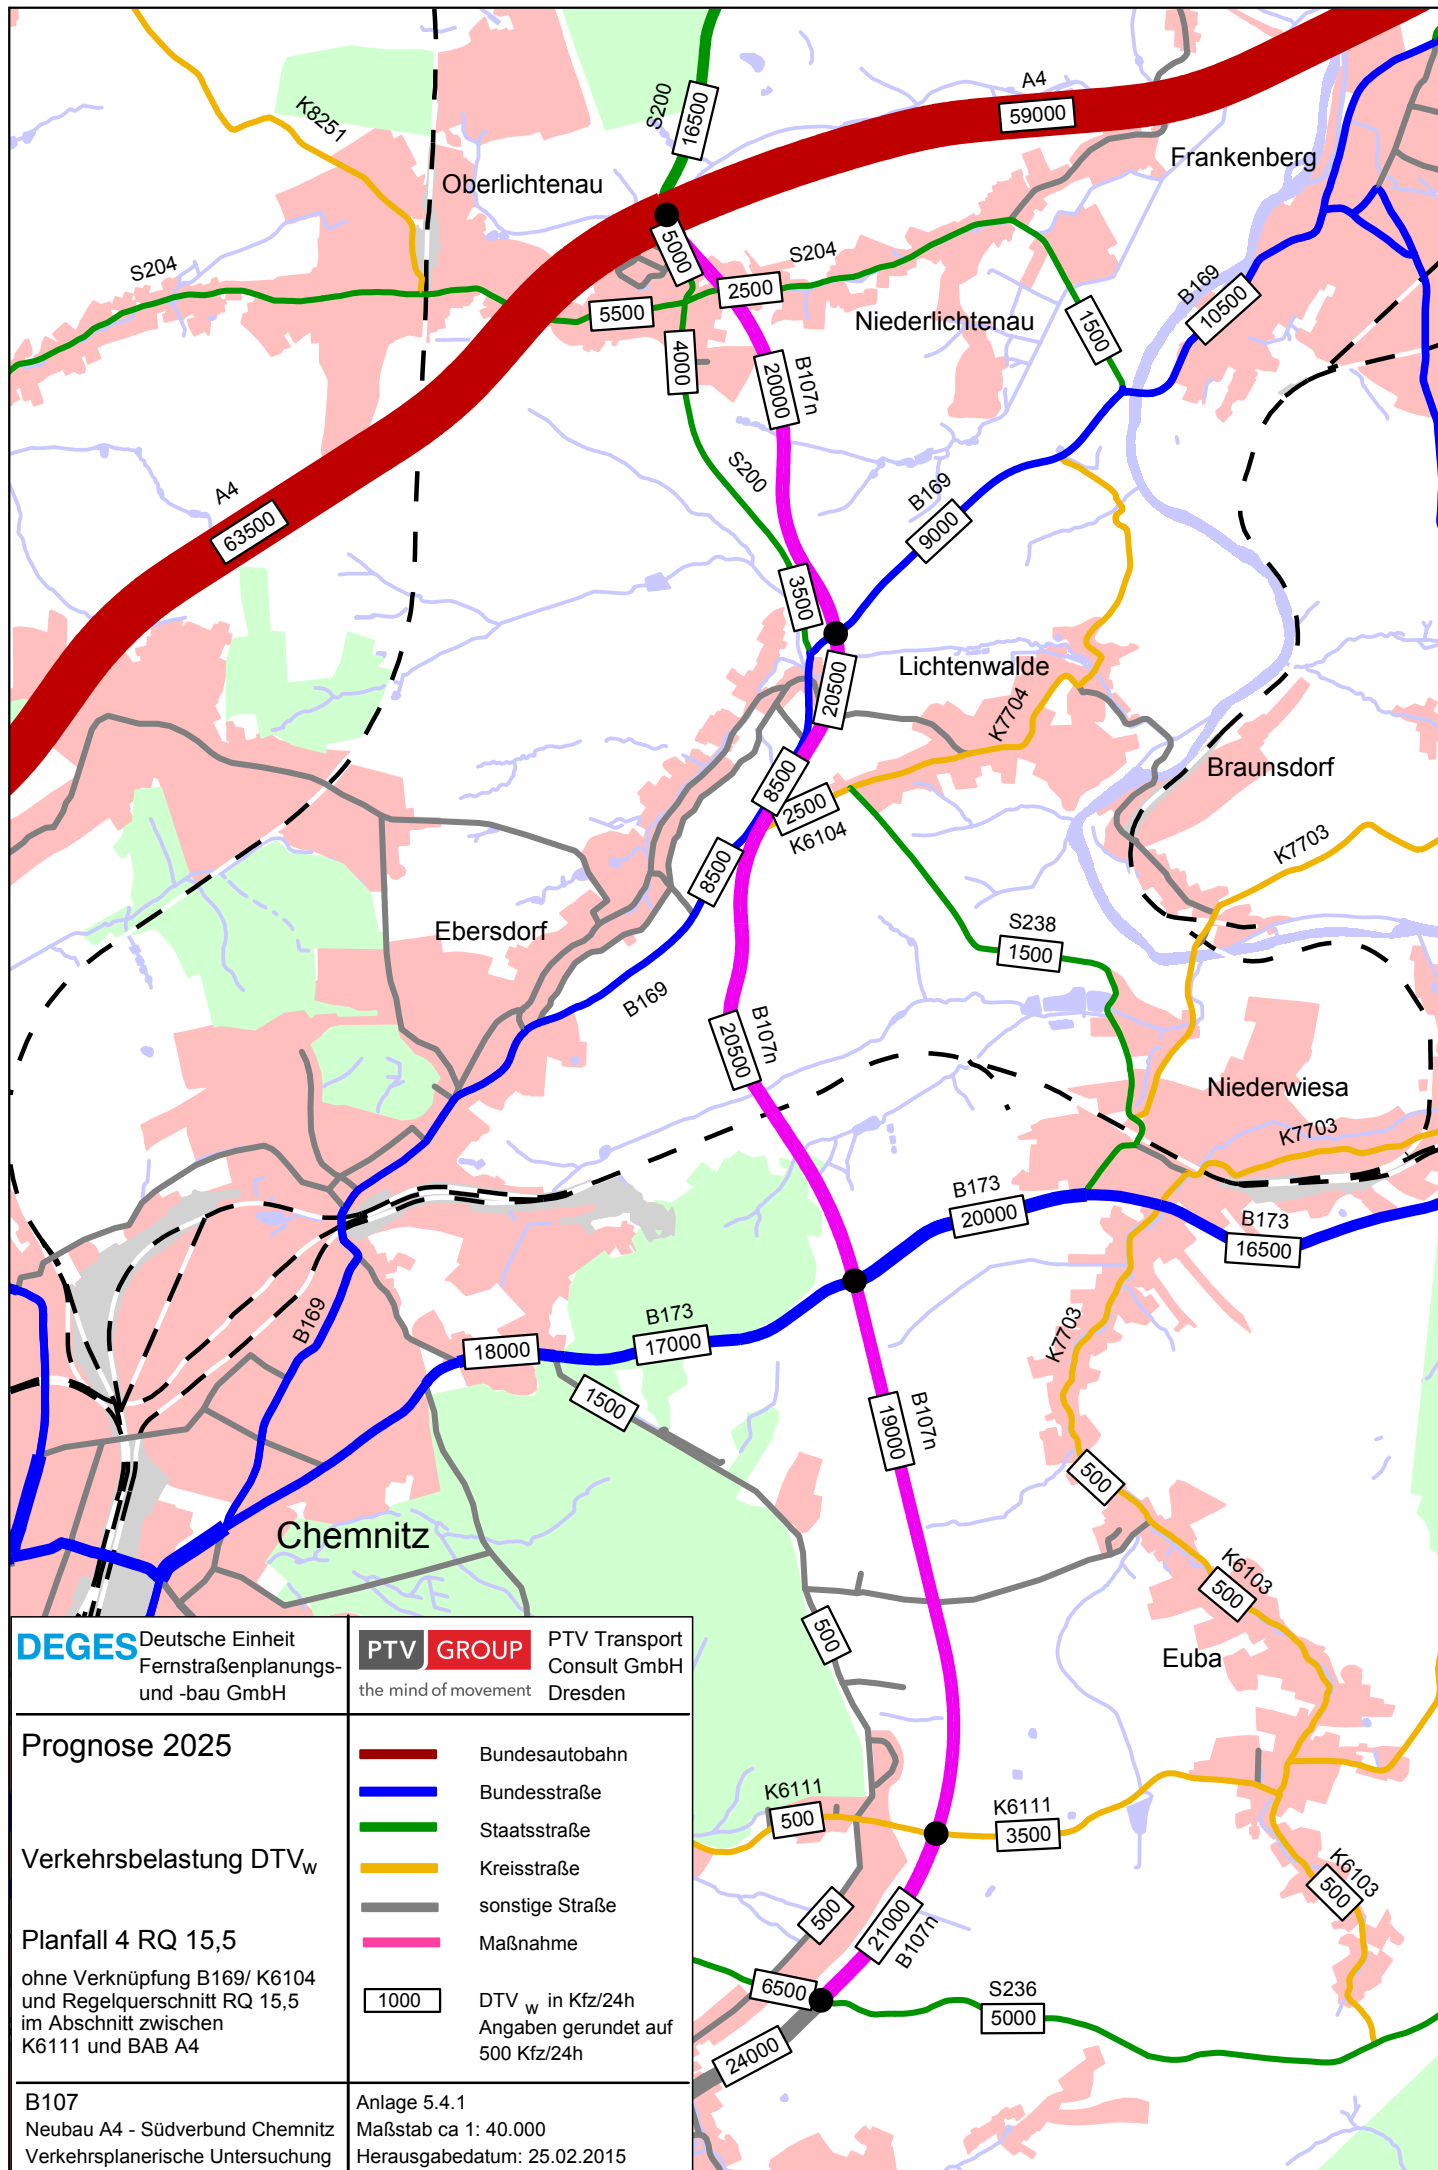 A4
59000
S200
16500
K8251
Frankenberg
Oberlichtenau
S204
5000
S204
2500
B169
10500
5500
Niederlichtenau
1500
4000
20000
B107n
S200
B169
9000
A4
63500
3500
Lichtenwalde
20500
K7704
Braunsdorf
8500
2500
K6104
K7703
8500
Ebersdorf
S238
1500
B169
B107n
20500
Niederwiesa
K7703
B173
20000
B173
16500
B169
B173
17000
18000
K7703
1500
B107n
19000
500
Chemnitz
K6103
500
500
Euba
K6111
500
K6111
3500
K6103
500
500
21000
B107n
6500
S236
5000
24000
DEGES Deutsche Einheit
Fernstraßenplanungs-
und -bau GmbH
PTV GROUP
the mind of movement
PTV Transport
Consult GmbH
Dresden
Prognose 2025
Verkehrsbelastung DTVw
Planfall 4 RQ 15,5
ohne Verknüpfung B169/ K6104
und Regelquerschnitt RQ 15,5
im Abschnitt zwischen
K6111 und BAB A4
Bundesautobahn
Bundesstraße
Staatsstraße
Kreisstraße
sonstige Straße
Maßnahme
1000
DTV w in Kfz/24h
Angaben gerundet auf
500 Kfz/24h
B107
Neubau A4 - Südverbund Chemnitz
Verkehrsplanerische Untersuchung
Anlage 5.4.1
Maßstab ca 1: 40.000
Herausgabedatum: 25.02.2015